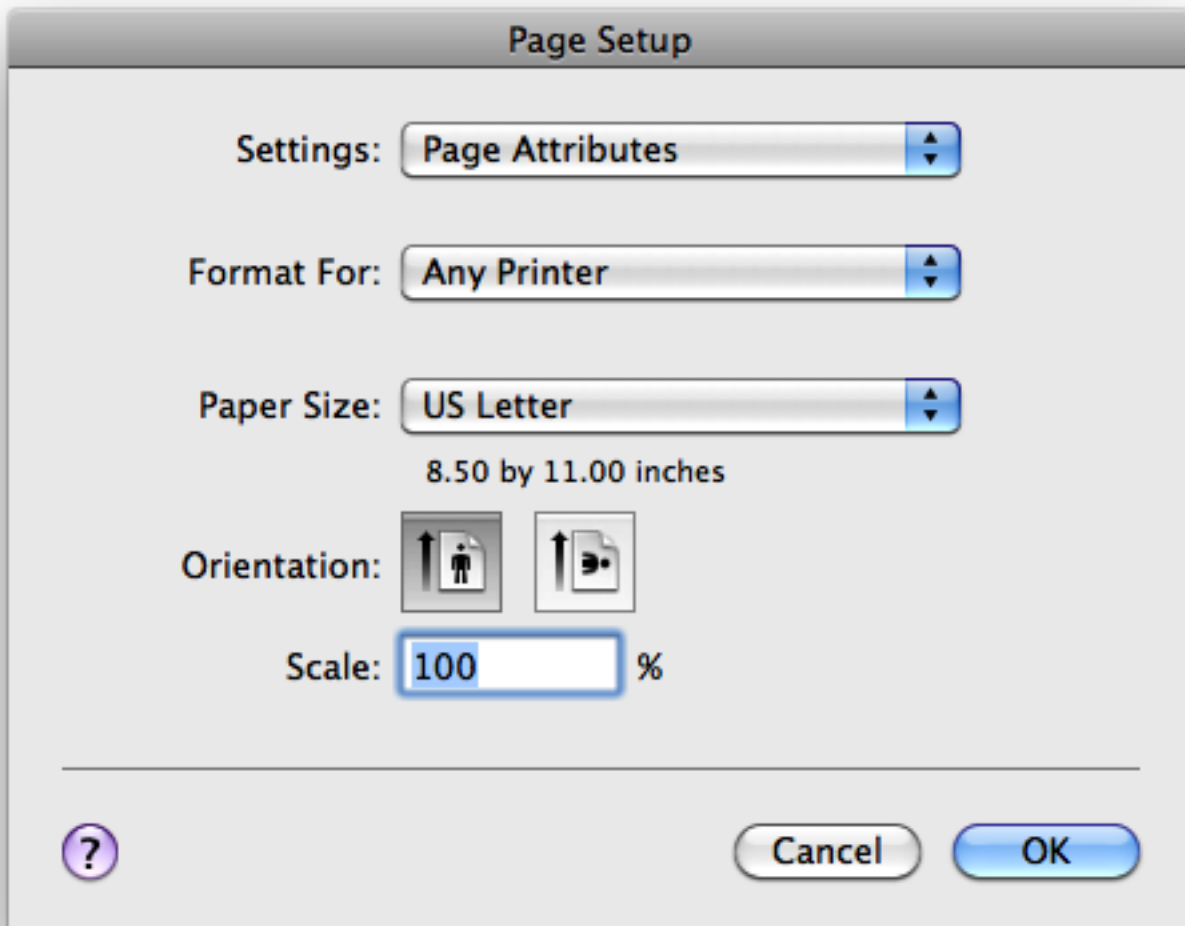 Page Setup
Settings: Page Attributes
Format For: Any Printer
Paper Size: US Letter
8.50 by 11.00 inches
Orientation:
Scale: 100 %
? Cancel OK